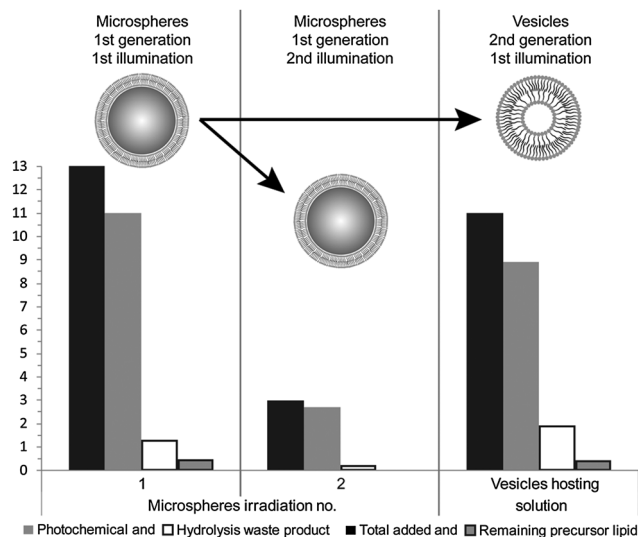 Microspheres
1st generation
1st illumination
Microspheres
1st generation
2nd illumination
Vesicles
2nd generation
1st illumination
13
12
11
10
9
8
7
6
5
4
3
2
1
0
1
2
Vesicles hosting
solution
Microspheres irradiation no.
Photochemical and
Hydrolysis waste product
Total added and
Remaining precursor lipid